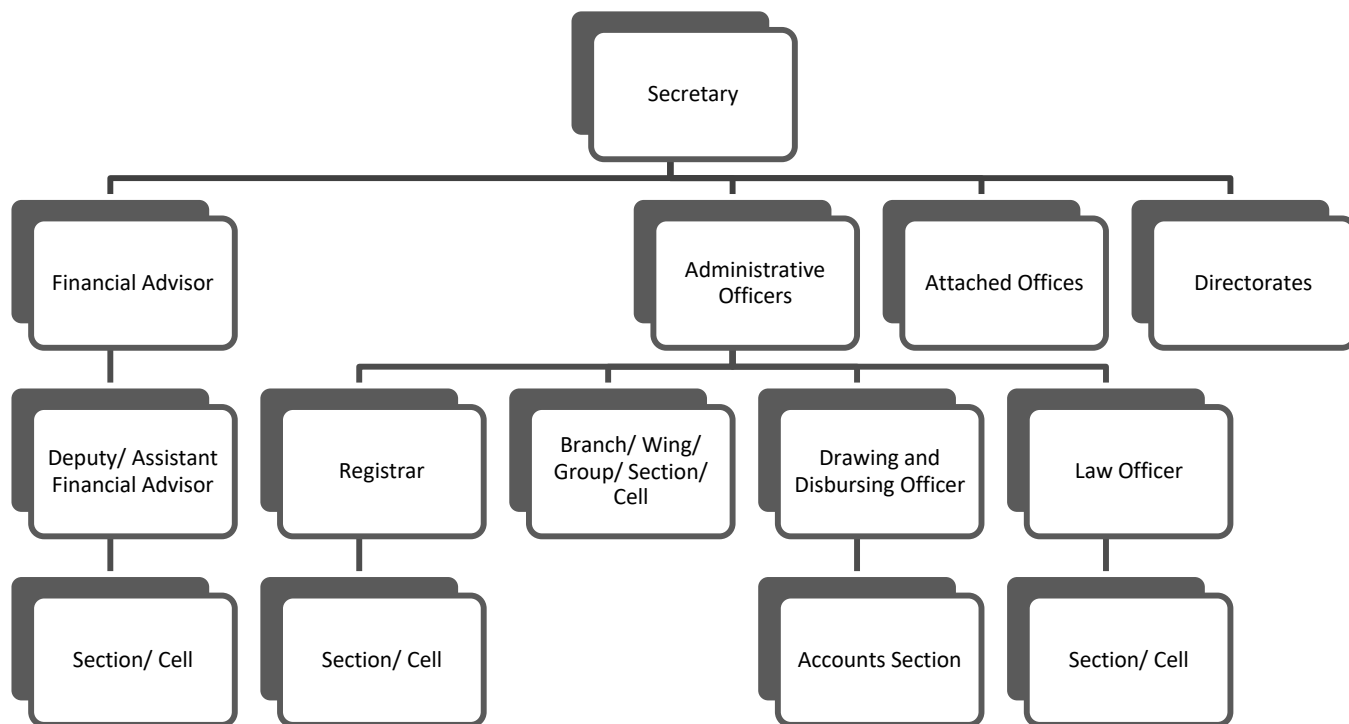 Secretary
Financial Advisor
Administrative
Officers
Attached Offices
Directorates
Deputy/ Assistant
Financial Advisor
Registrar
Branch/ Wing/
Group/ Section/
Cell
Drawing and
Disbursing Officer
Law Officer
Section/ Cell
Section/ Cell
Accounts Section
Section/ Cell